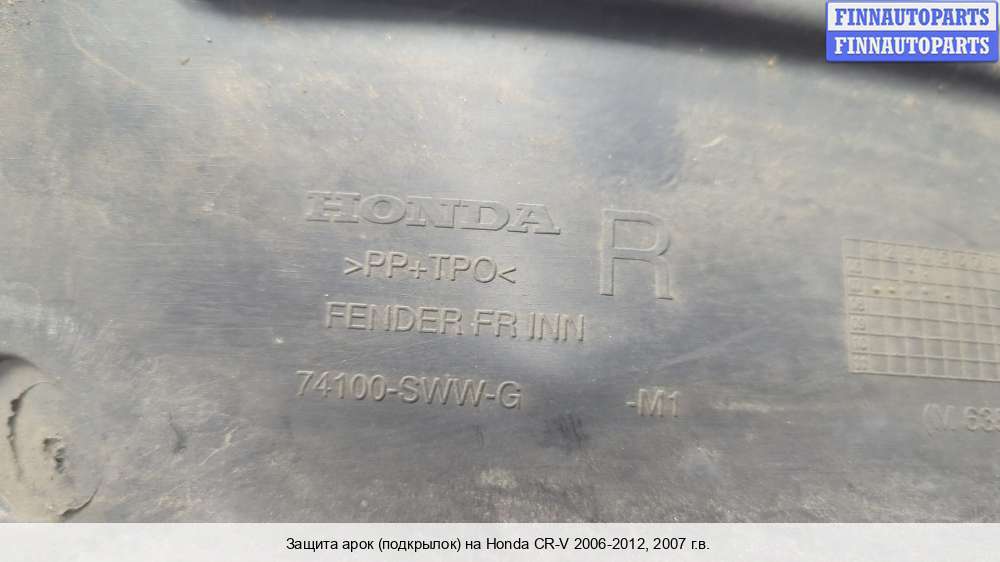 FINNAUTOPARTS
FINNAUTOPARTS
HONDA
R
>PP+TPO<
FENDER FR INN
74100-SWW-G -M1
Защита арок (подкрылок) на Honda CR-V 2006-2012, 2007 г.в.